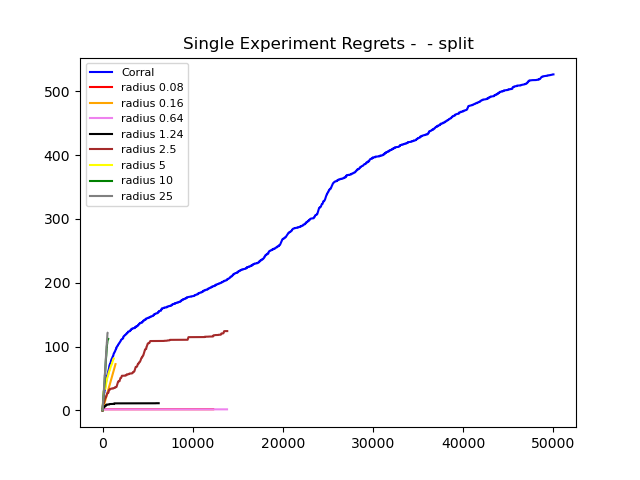 Single Experiment Regrets -  - split
Corral
radius 0.08
radius 0.16
radius 0.64
radius 1.24
radius 2.5
radius 5
radius 10
radius 25
500
400
300
200
100
0
0 10000 20000 30000 40000 50000